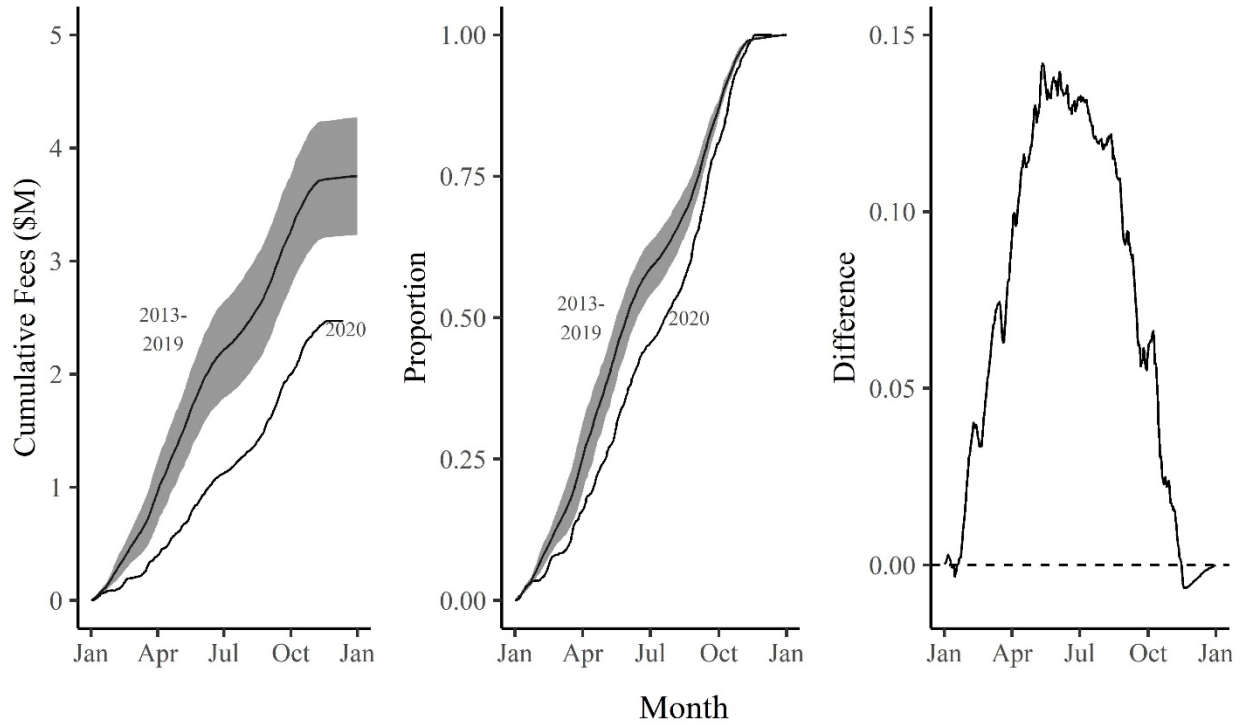 Cumulative Fees ($M)
5
4
3
2
1
0
2013-
2019
2020
Jan
Apr
Jul
Oct
Jan
Proportion
1.00
0.75
0.50
0.25
0.00
2013-
2019
2020
Jan
Apr
Jul
Oct
Jan
Difference
0.15
0.10
0.05
0.00
Jan
Apr
Jul
Oct
Jan
Month